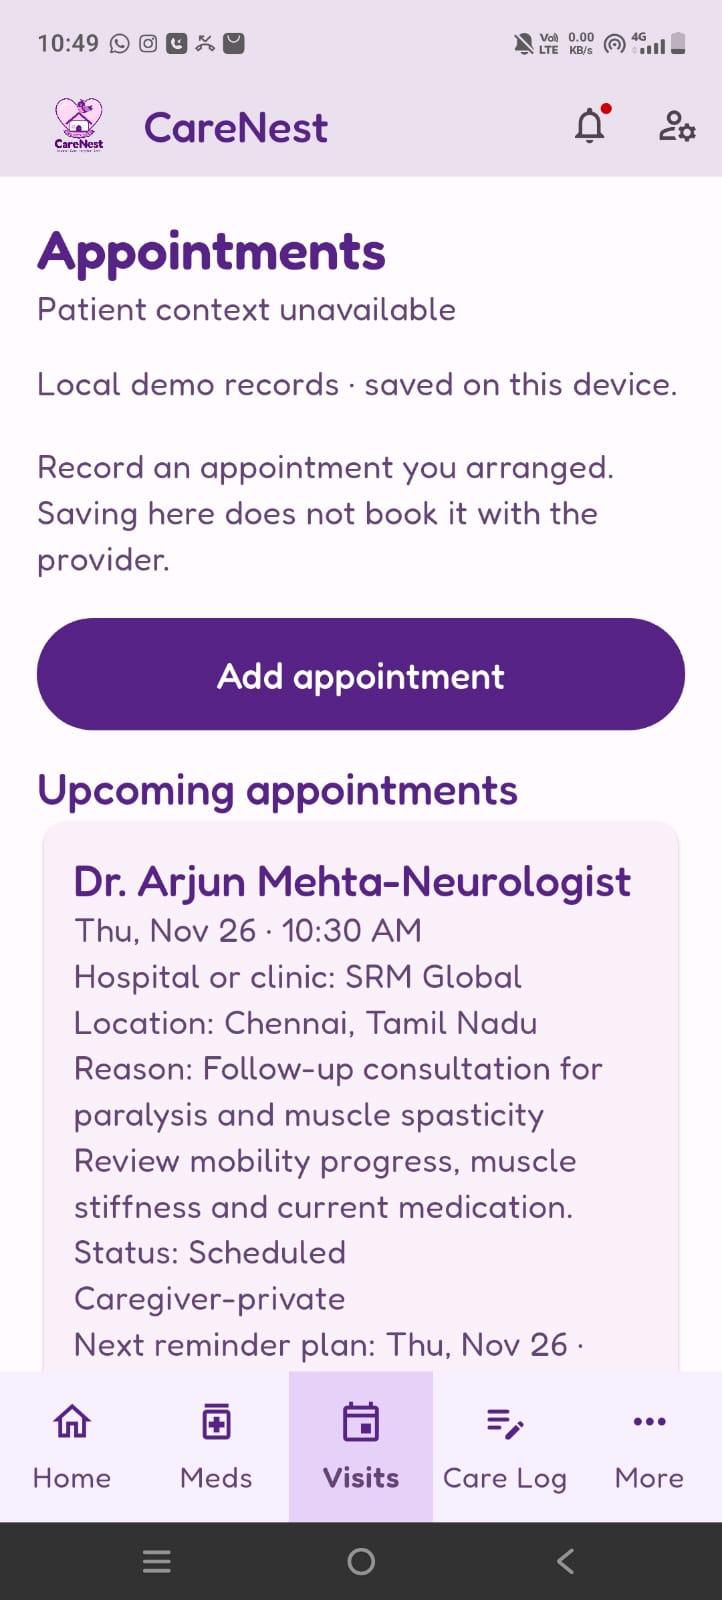 10:49
Vol) LTE
0.00 KB/s
4G
CareNest
CareNest
Appointments
Patient context unavailable
Local demo records · saved on this device.
Record an appointment you arranged.
Saving here does not book it with the
provider.
Add appointment
Upcoming appointments
Dr. Arjun Mehta-Neurologist
Thu, Nov 26 · 10:30 AM
Hospital or clinic: SRM Global
Location: Chennai, Tamil Nadu
Reason: Follow-up consultation for
paralysis and muscle spasticity
Review mobility progress, muscle
stiffness and current medication.
Status: Scheduled
Caregiver-private
Next reminder plan: Thu, Nov 26 ·
Home
Meds
Visits
Care Log
More